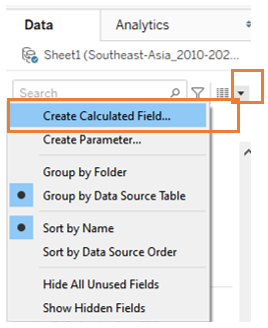 Data Analytics
Sheet1 (Southeast-Asia_2010-202...
Search
Create Calculated Field...
Create Parameter...
Group by Folder
Group by Data Source Table
Sort by Name
Sort by Data Source Order
Hide All Unused Fields
Show Hidden Fields